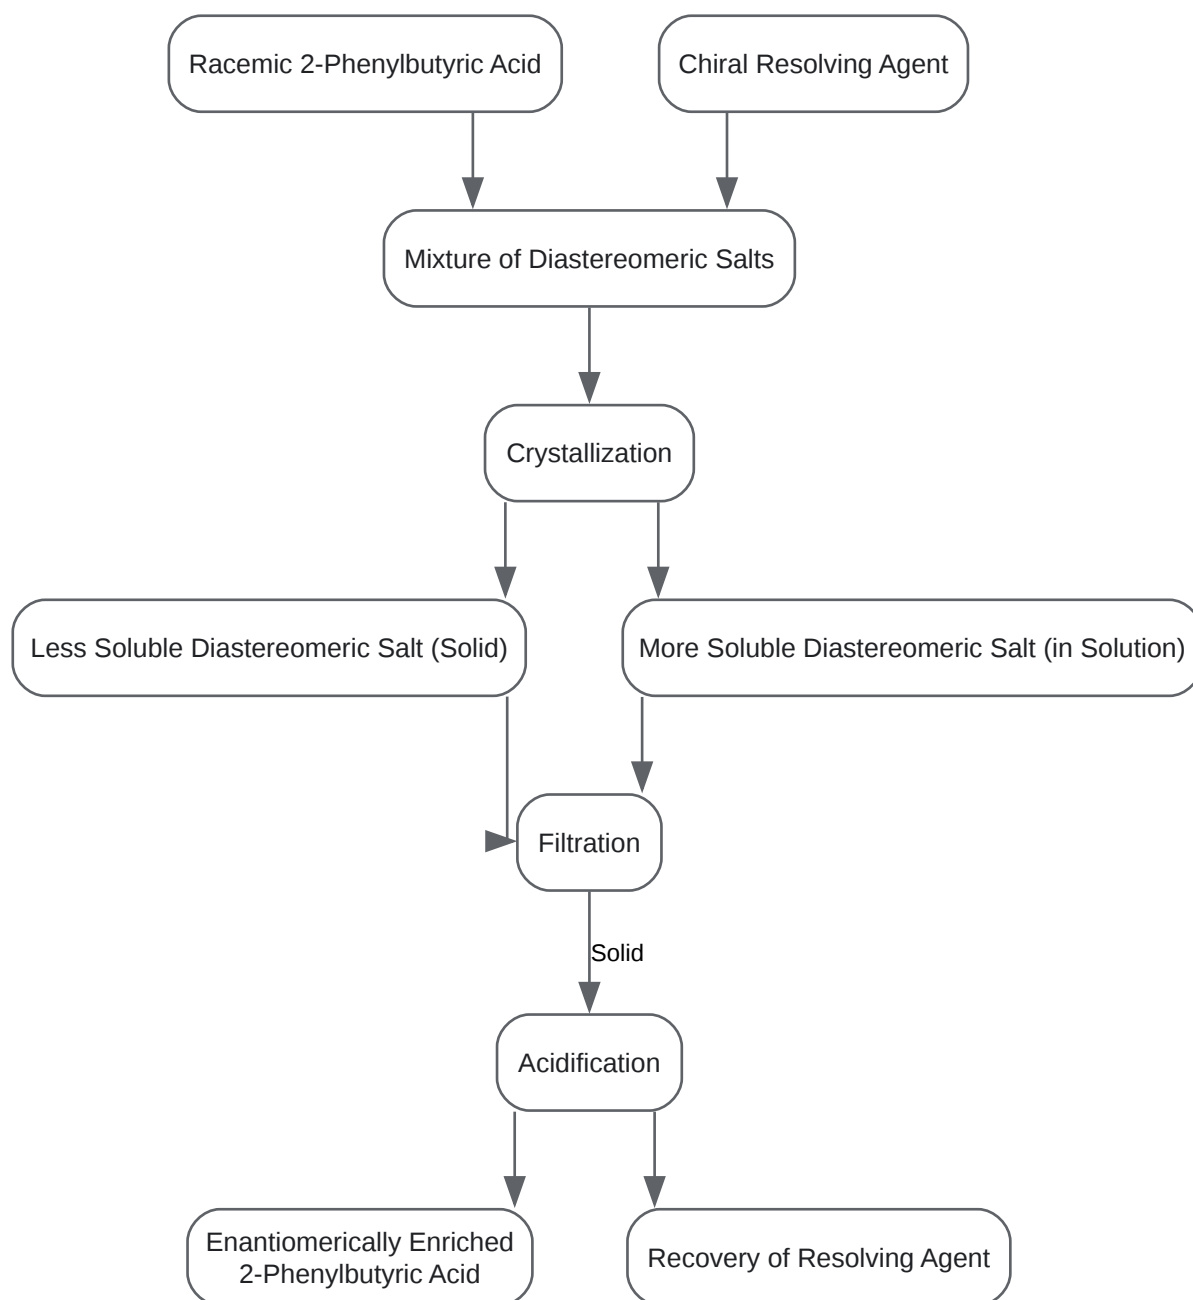 Racemic 2-Phenylbutyric Acid
Chiral Resolving Agent
Mixture of Diastereomeric Salts
Crystallization
Less Soluble Diastereomeric Salt (Solid)
More Soluble Diastereomeric Salt (in Solution)
Filtration
Solid
Acidification
Enantiomerically Enriched
2-Phenylbutyric Acid
Recovery of Resolving Agent